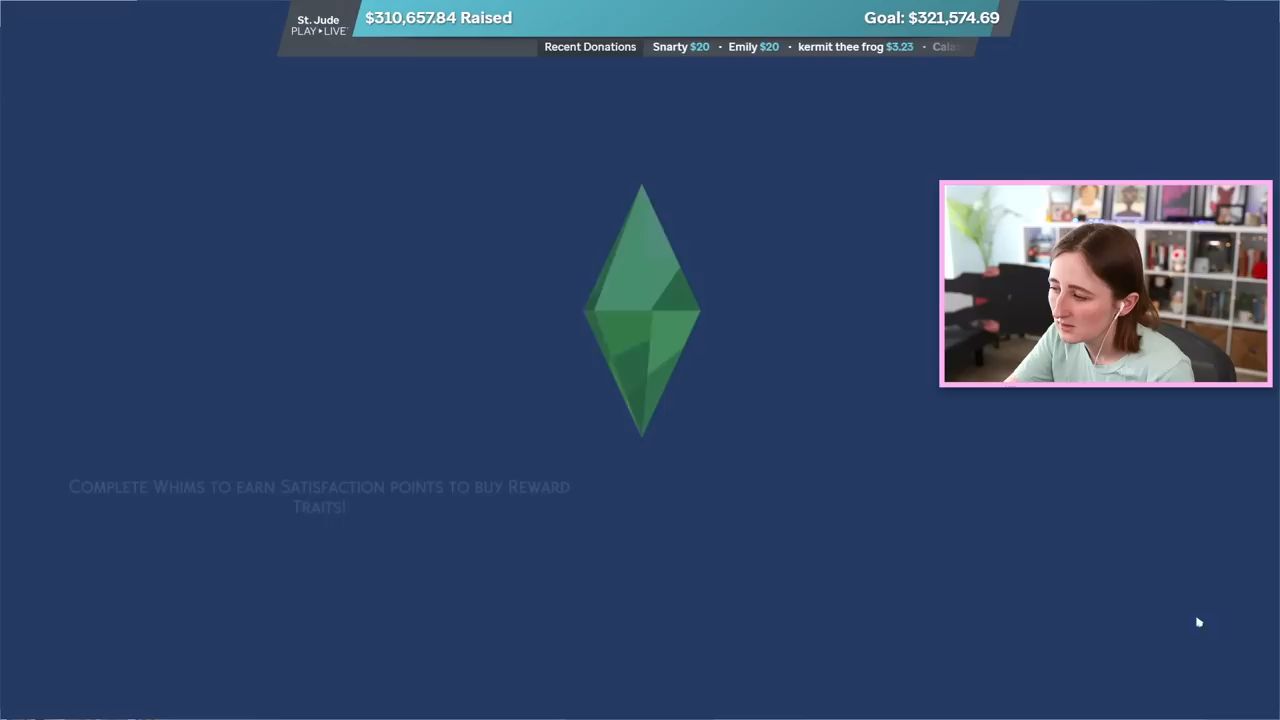 St. Jude
PLAY LIVE
$310,657.84 Raised
Goal: $321,574.69
Recent Donations
Snarty $20 • Emily $20 • kermit thee frog $3.23 •
COMPLETE WHIMS TO EARN SATISFACTION POINTS TO BUY REWARD
TRAITS!